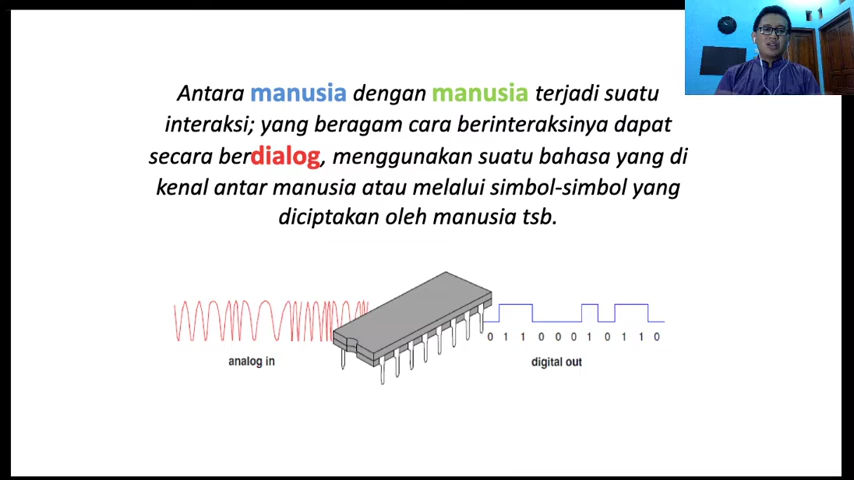 Antara manusia dengan manusia terjadi suatu
interaksi; yang beragam cara berinteraksinya dapat
secara berdialog, menggunakan suatu bahasa yang di
kenal antar manusia atau melalui simbol-simbol yang
diciptakan oleh manusia tsb.
0 1 1 0 0 0 1 0 1 1 0
analog in
digital out